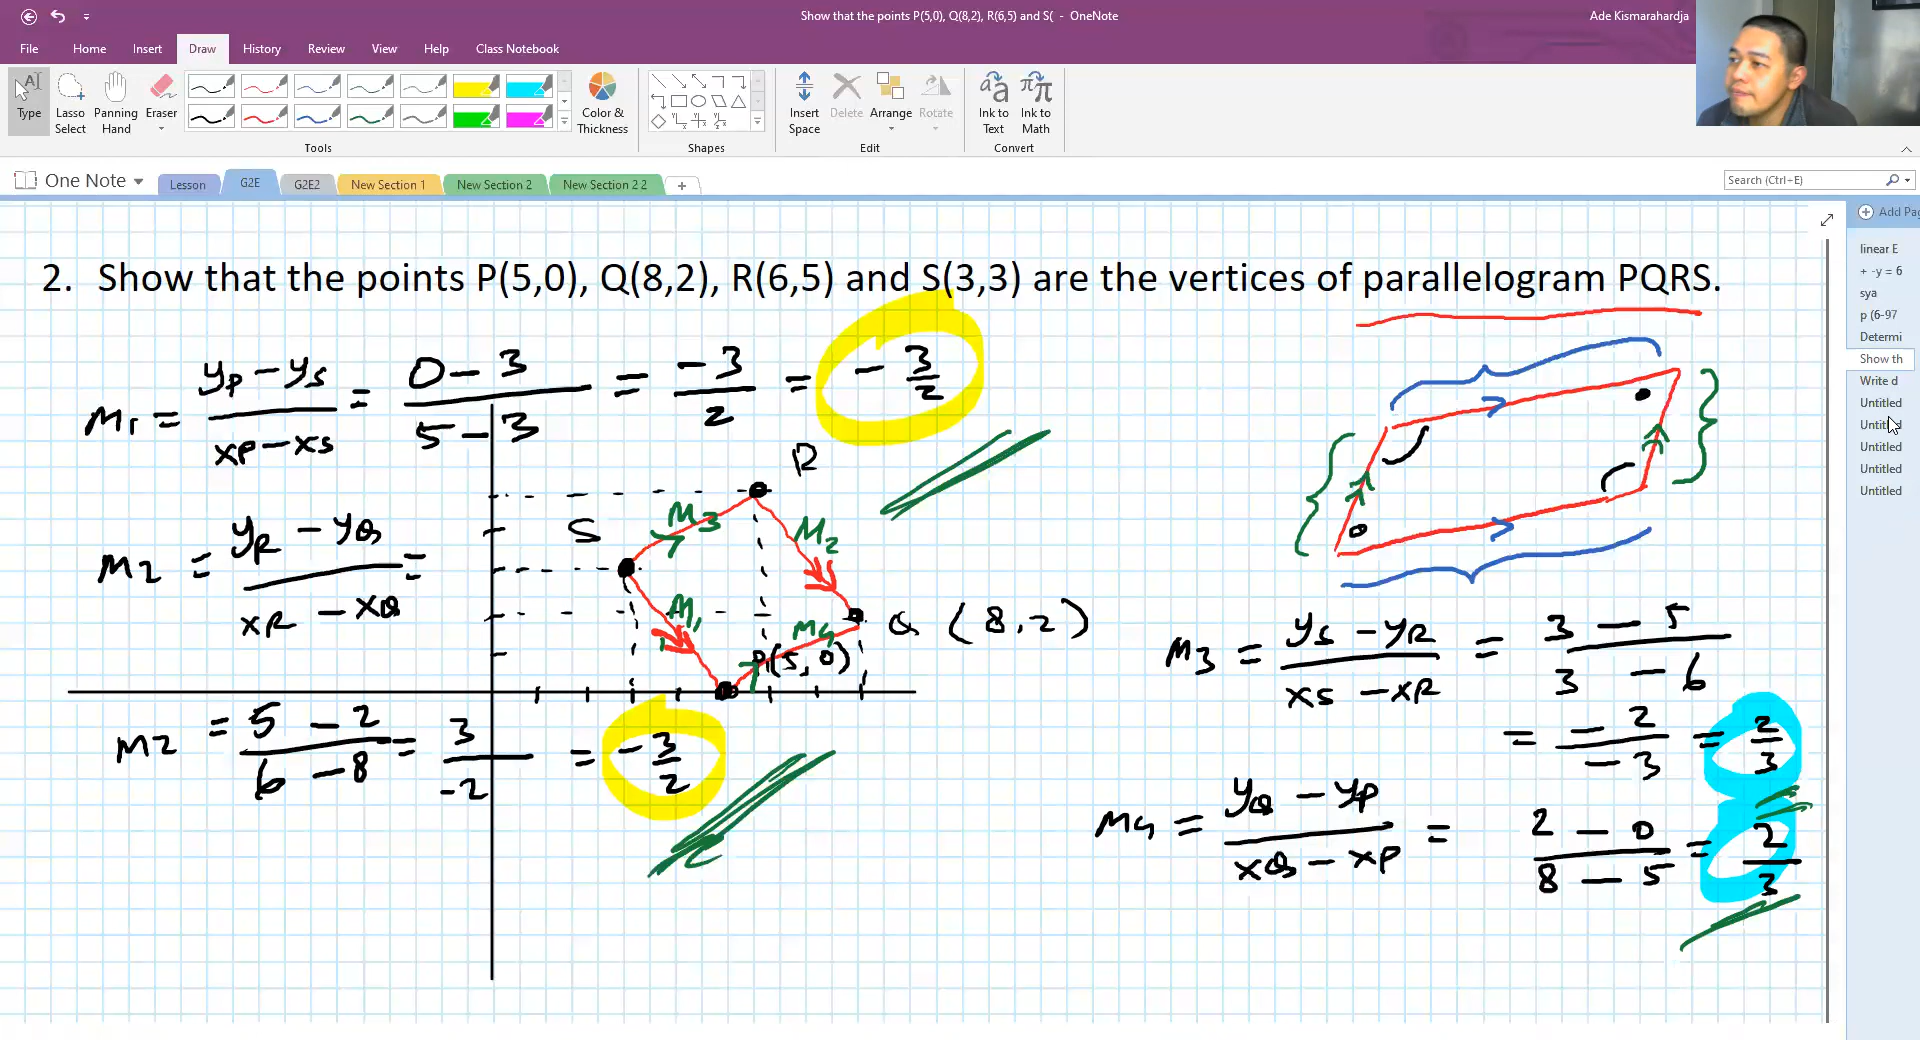 Show that the points P(5,0), Q(8,2), R(6,5) and S( - OneNote
Ade Kismarahardja
File Home Insert Draw History Review View Help Class Notebook
Type
Lasso Select
Panning Hand
Eraser
Color & Thickness
Insert Space
Delete
Arrange
Rotate
Ink to Text
Ink to Math
Tools
Shapes
Edit
Convert
One Note
Lesson G2E G2E2 New Section 1 New Section 2 New Section 2 2 +
Search (Ctrl+E)
Add Pag
linear E
+ -y = 6
sya
p (6-97
Determi
Show th
Write d
Untitled
Untitled
Untitled
Untitled
Untitled
2. Show that the points P(5,0), Q(8,2), R(6,5) and S(3,3) are the vertices of parallelogram PQRS.
M1 = (yP - yS)/(xP - xS) = (0 - 3)/(5 - 3) = -3/2 = -3/2
M2 = (yR - yQ)/(xR - xQ) =
M2 = (5 - 2)/(6 - 8) = 3/-2 = -3/2
R
S
M3
M2
M1
M4
Q (8,2)
P(5,0)
M3 = (yS - yR)/(xS - xR) = (3 - 5)/(3 - 6)
= -2/-3 = 2/3
M4 = (yQ - yP)/(xQ - xP) = (2 - 0)/(8 - 5) = 2/3